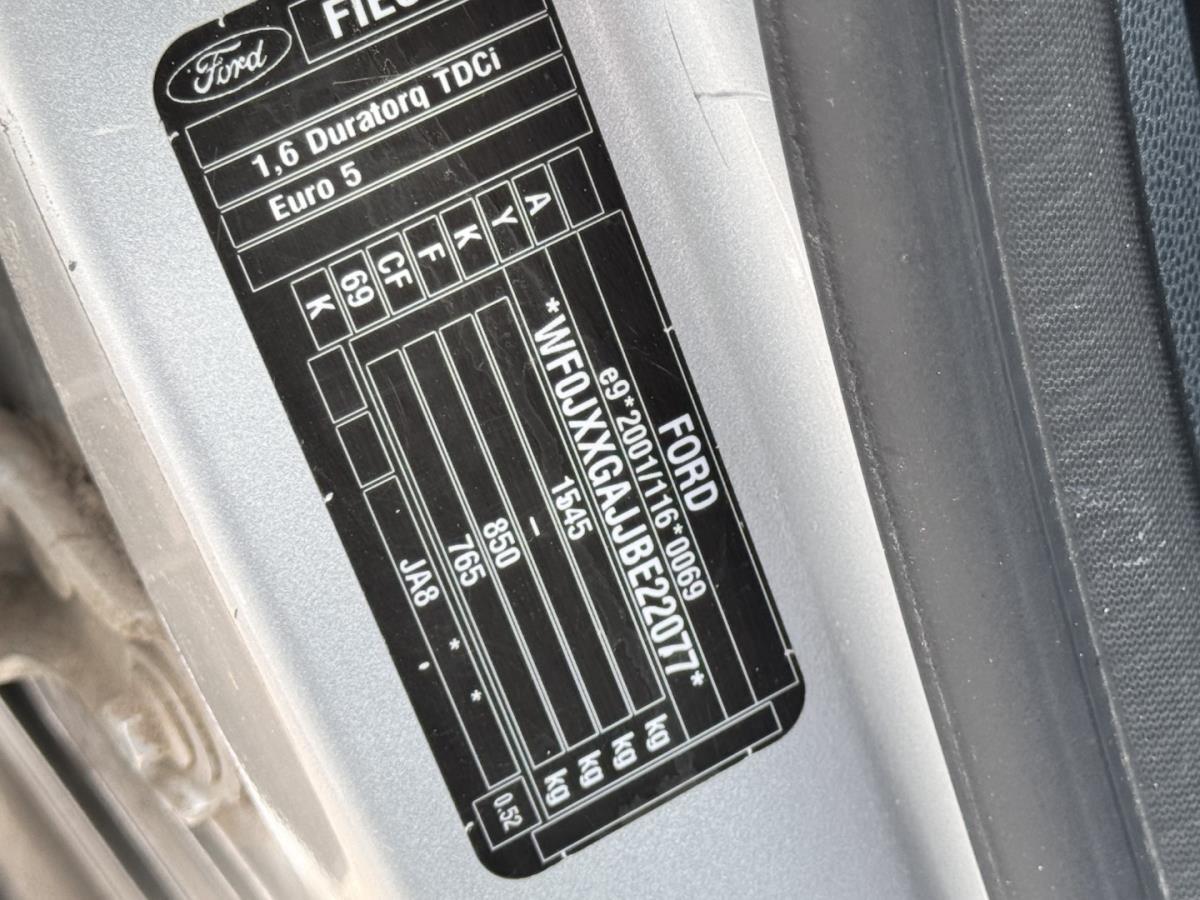 Ford
1,6 Duratorq TDCi
Euro 5
A
Y
K
F
CF
69
K
FORD
e9*2001/116*0069
*WF0JXXGAJJBE22077*
1545 kg
- kg
850 kg
765 kg
JA8 * *
0.52